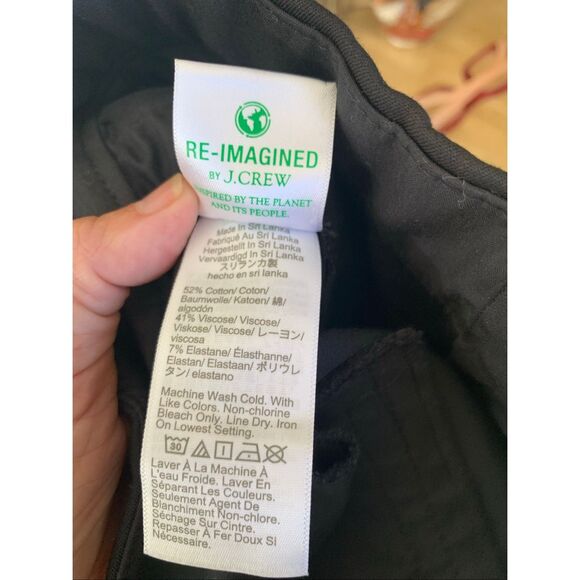 RE-IMAGINED
BY J.CREW
INSPIRED BY THE PLANET
AND ITS PEOPLE.
Made In Sri Lanka
Fabriqué Au Sri Lanka
Hergestellt In Sri Lanka
Vervaardigd In Sri Lanka
スリランカ製
hecho en sri lanka
52% Cotton/ Coton/
Baumwolle/ Katoen/ 綿/
algodón
41% Viscose/ Viscose/
Viskose/ Viscose/ レーヨン/
viscosa
7% Elastane/ Élasthanne/
Elastan/ Elastaan/ ポリウレ
タン/ elastano
Machine Wash Cold. With
Like Colors. Non-chlorine
Bleach Only. Line Dry. Iron
On Lowest Setting.
30
Laver À La Machine À
L'eau Froide. Laver En
Séparant Les Couleurs.
Seulement Agent De
Blanchiment Non-chlore.
Séchage Sur Cintre.
Repasser À Fer Doux Si
Nécessaire.